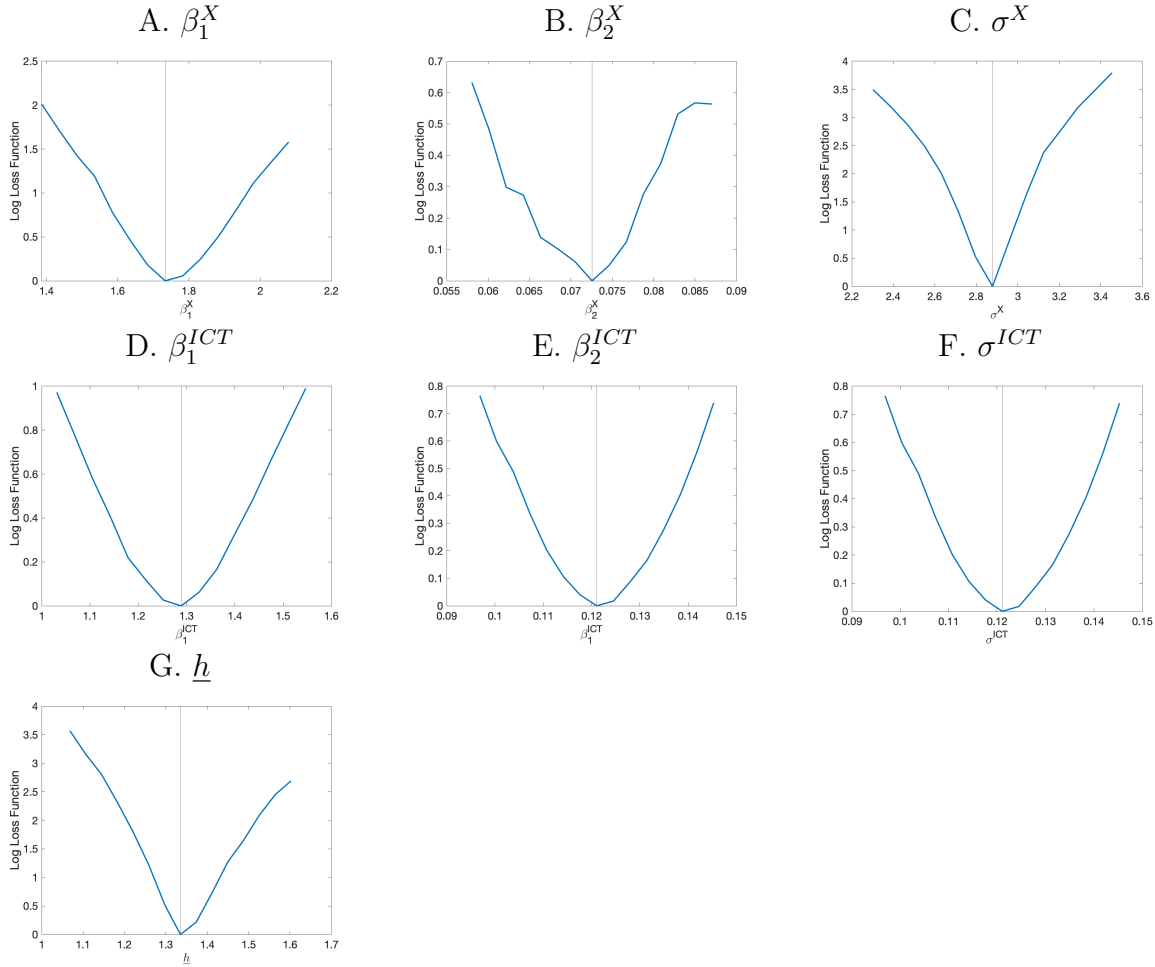 A. β₁ˣ
2.5
2
1.5
1
0.5
0
Log Loss Function
1.4 1.6 1.8 2 2.2
β₁ˣ
B. β₂ˣ
0.7
0.6
0.5
0.4
0.3
0.2
0.1
0
Log Loss Function
0.055 0.06 0.065 0.07 0.075 0.08 0.085 0.09
β₂ˣ
C. σˣ
4
3.5
3
2.5
2
1.5
1
0.5
0
Log Loss Function
2.2 2.4 2.6 2.8 3 3.2 3.4 3.6
σˣ
D. β₁^ICT
1
0.8
0.6
0.4
0.2
0
Log Loss Function
1 1.1 1.2 1.3 1.4 1.5 1.6
β₁^ICT
E. β₂^ICT
0.8
0.7
0.6
0.5
0.4
0.3
0.2
0.1
0
Log Loss Function
0.09 0.1 0.11 0.12 0.13 0.14 0.15
β₁^ICT
F. σ^ICT
0.8
0.7
0.6
0.5
0.4
0.3
0.2
0.1
0
Log Loss Function
0.09 0.1 0.11 0.12 0.13 0.14 0.15
σ^ICT
G. h
4
3.5
3
2.5
2
1.5
1
0.5
0
Log Loss Function
1 1.1 1.2 1.3 1.4 1.5 1.6 1.7
h